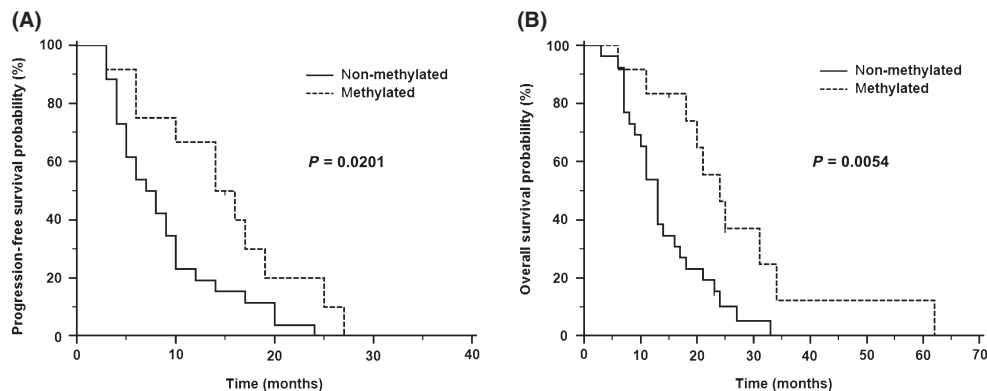 (A)
Progression-free survival probability (%)
100
80
60
40
20
0
Non-methylated
Methylated
P = 0.0201
0 10 20 30 40
Time (months)
(B)
Overall survival probability (%)
100
80
60
40
20
0
Non-methylated
Methylated
P = 0.0054
0 10 20 30 40 50 60 70
Time (months)